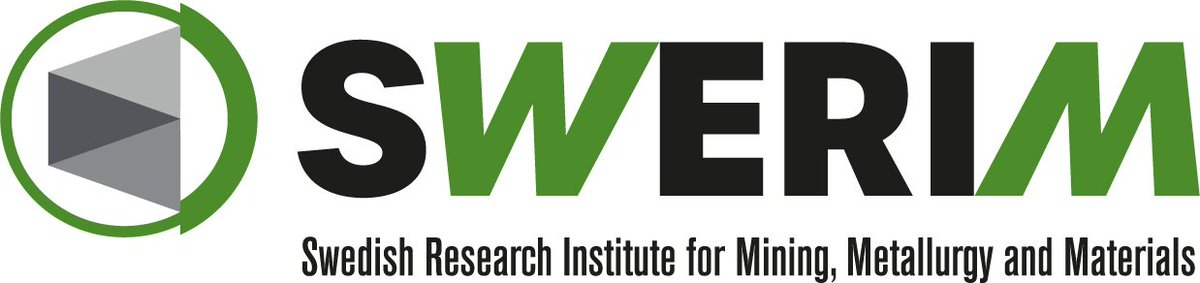 SWERIM
Swedish Research Institute for Mining, Metallurgy and Materials